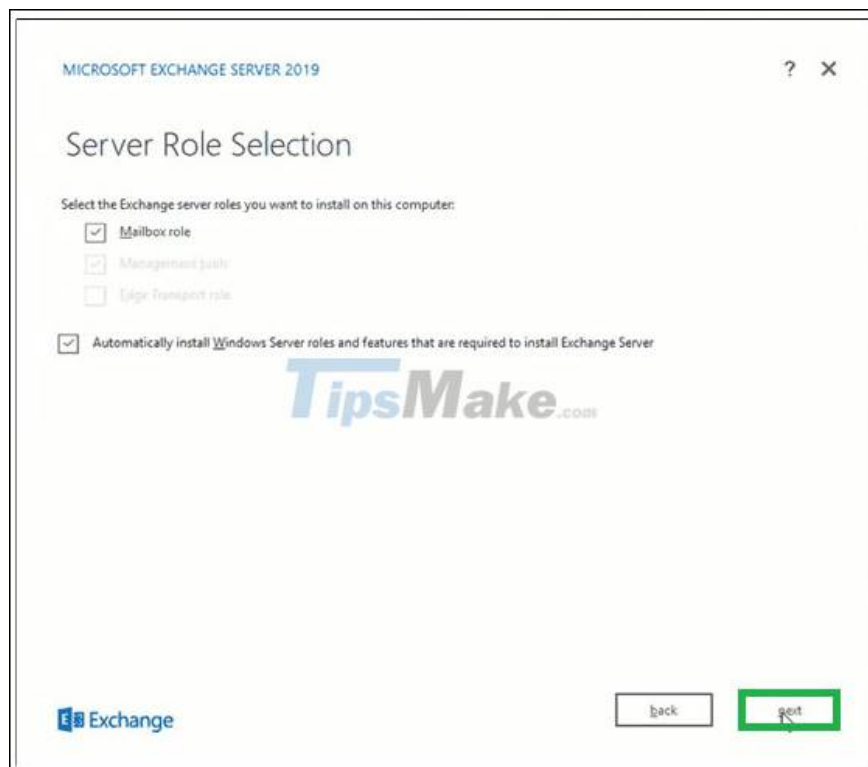 MICROSOFT EXCHANGE SERVER 2019
? ×
Server Role Selection
Select the Exchange server roles you want to install on this computer:
Mailbox role
Management tools
Edge Transport role
Automatically install Windows Server roles and features that are required to install Exchange Server
TipsMake.com
E Exchange
back
next